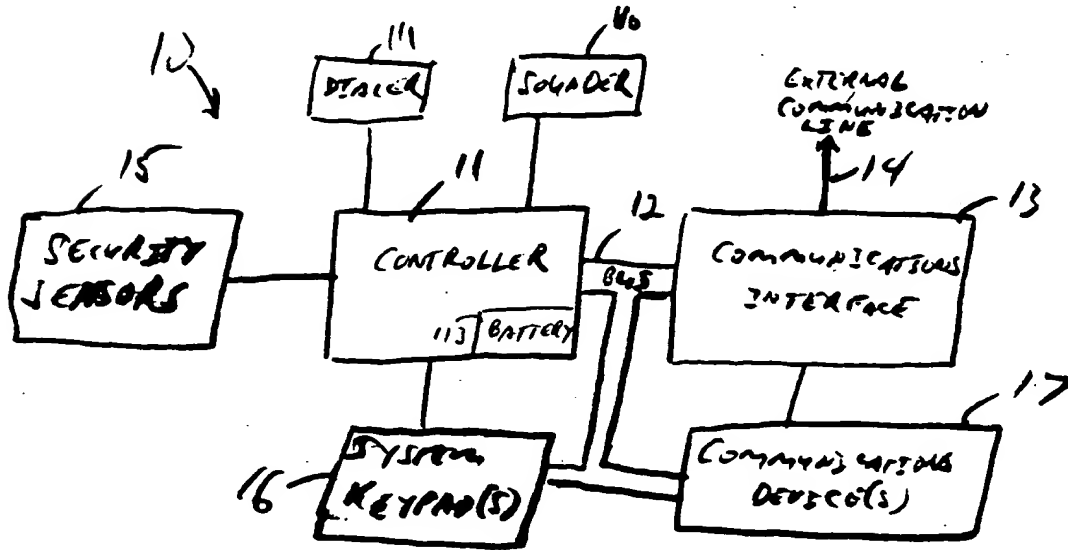 10
111
DIALER
110
SOUNDER
EXTERNAL
COMMUNICATION
LINE
14
15
SECURITY
SENSORS
11
CONTROLLER
113 BATTERY
12
BUS
13
COMMUNICATIONS
INTERFACE
16
SYSTEM
KEYPAD(S)
17
COMMUNICATIONS
DEVICE(S)